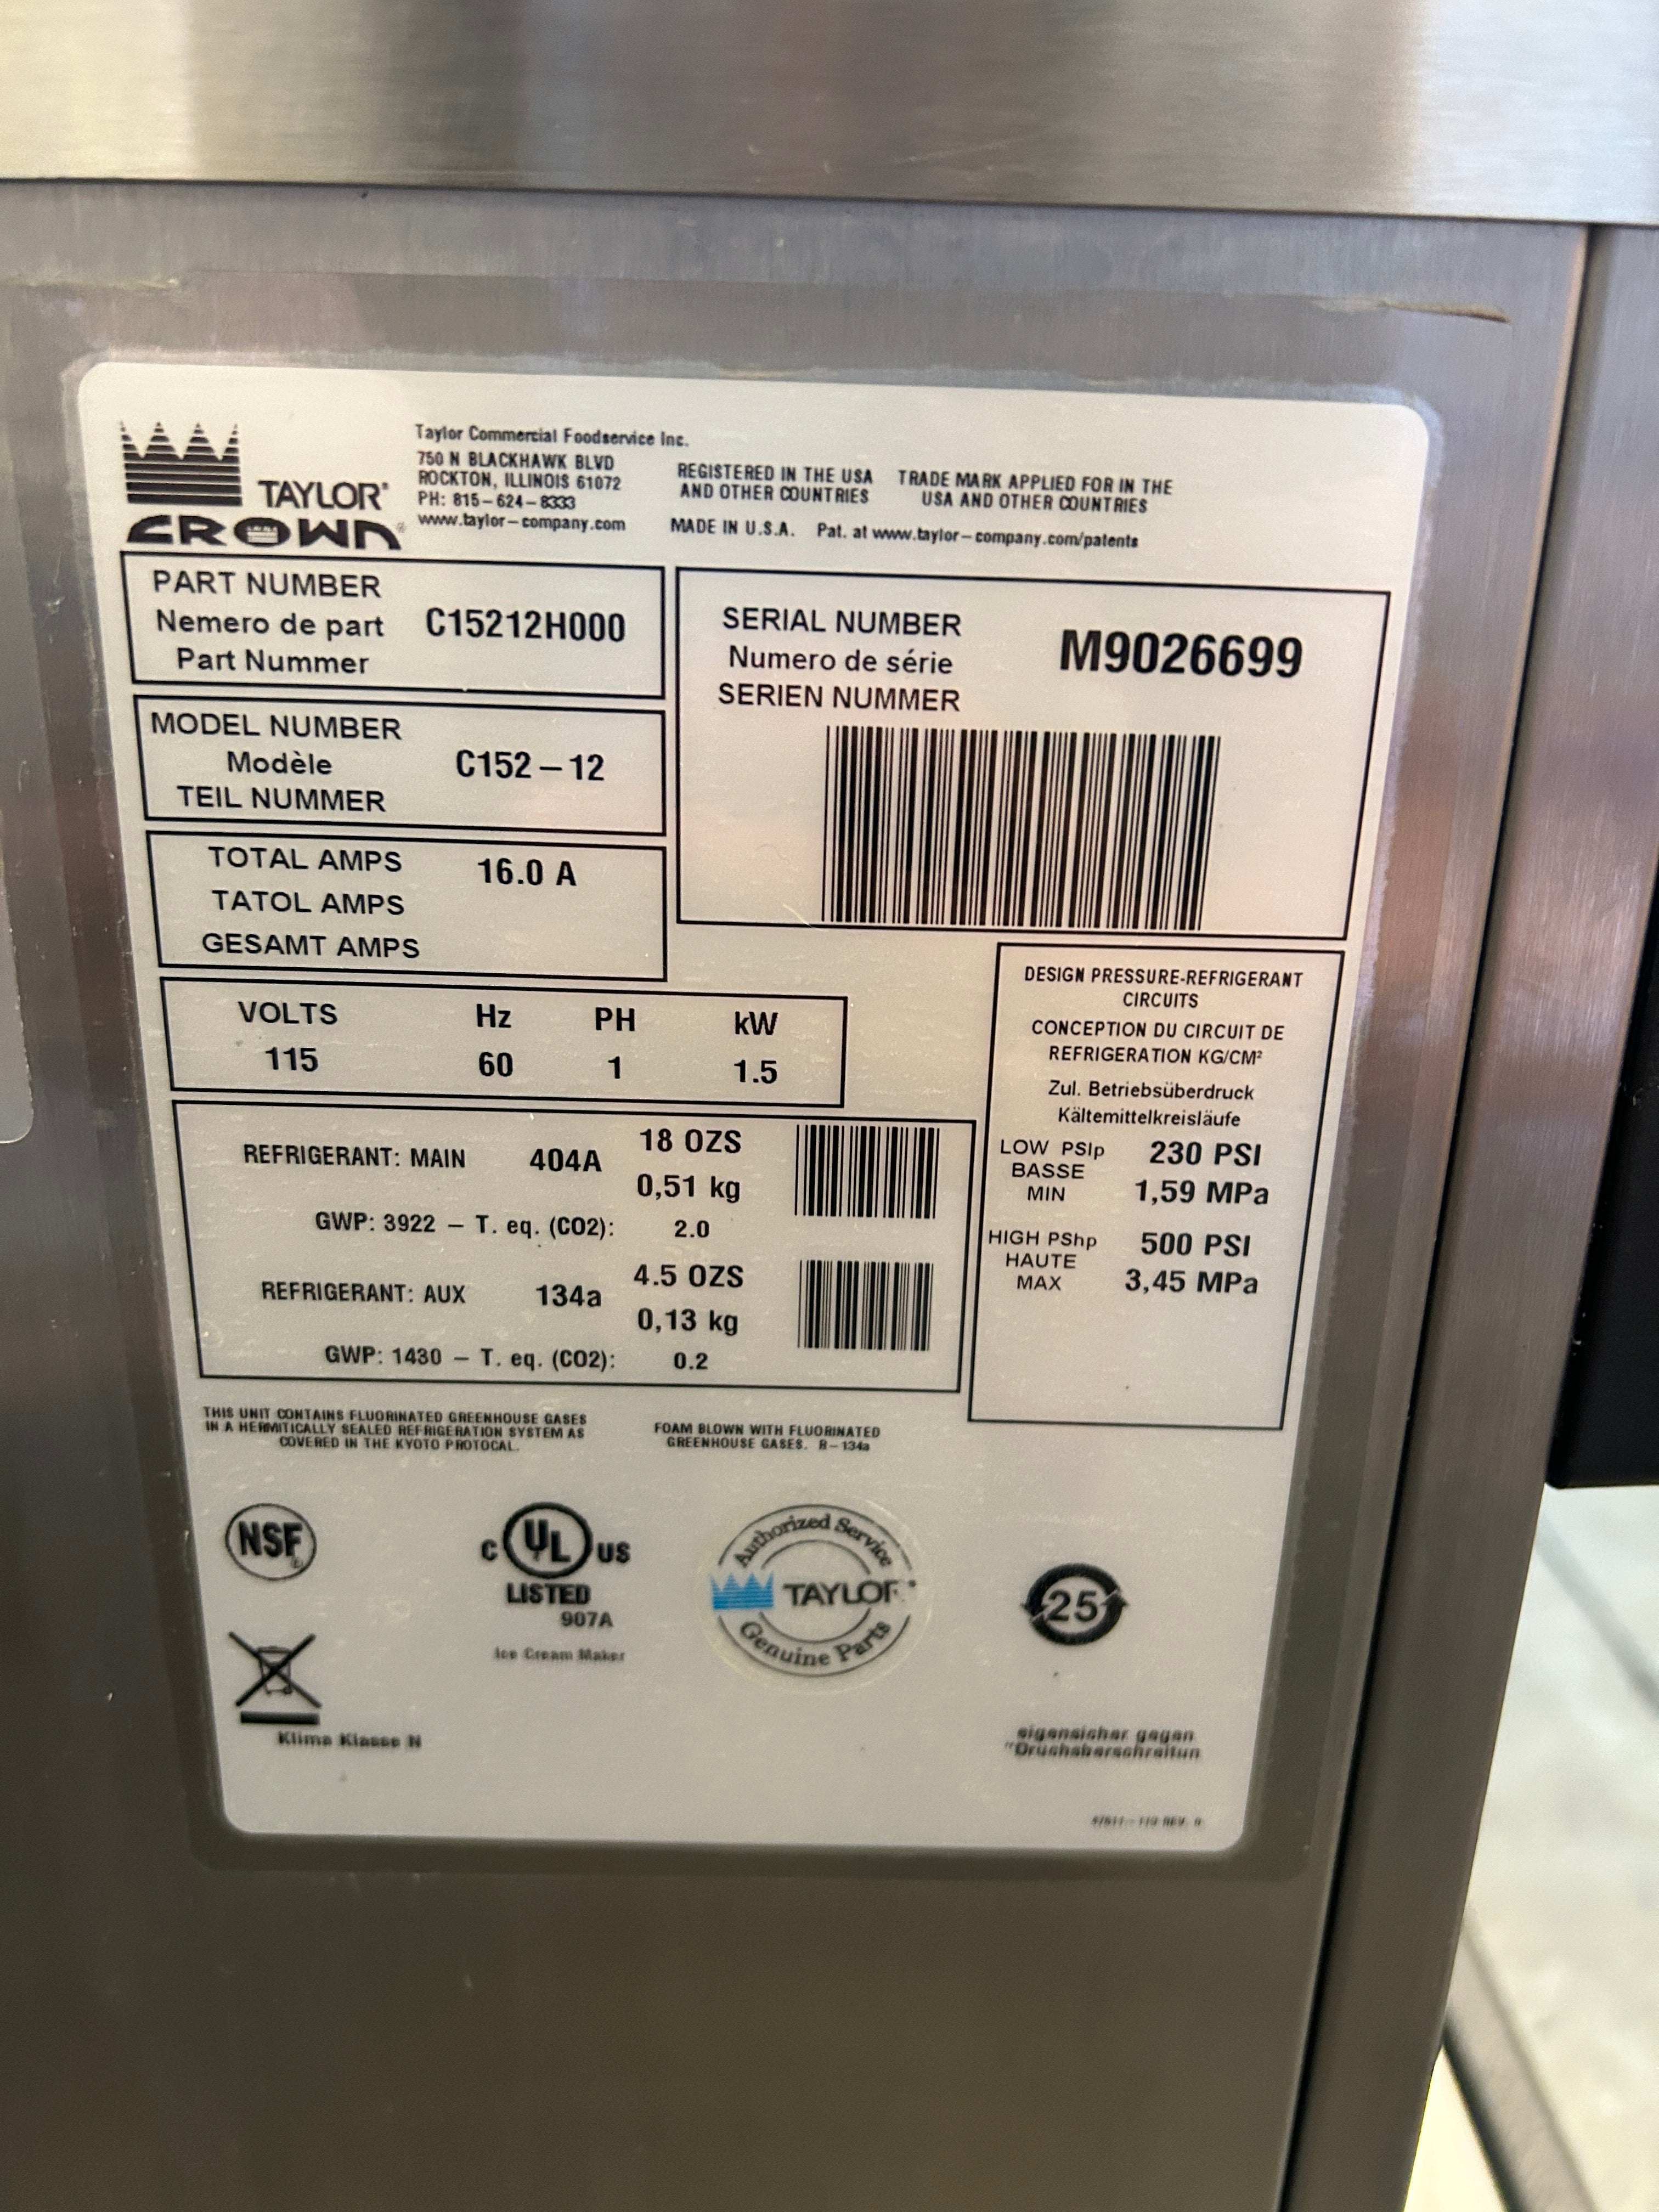 TAYLOR®
CROWN®
Taylor Commercial Foodservice Inc.
750 N BLACKHAWK BLVD
ROCKTON, ILLINOIS 61072
PH: 815-624-8333
www.taylor-company.com
REGISTERED IN THE USA
AND OTHER COUNTRIES
TRADE MARK APPLIED FOR IN THE
USA AND OTHER COUNTRIES
MADE IN U.S.A. Pat. at www.taylor-company.com/patents
PART NUMBER
Nemero de part C15212H000
Part Nummer
SERIAL NUMBER
Numero de série M9026699
SERIEN NUMMER
MODEL NUMBER
Modèle C152-12
TEIL NUMMER
TOTAL AMPS 16.0 A
TATOL AMPS
GESAMT AMPS
VOLTS Hz PH kW
115 60 1 1.5
REFRIGERANT: MAIN 404A 18 OZS
0,51 kg
GWP: 3922 - T. eq. (CO2): 2.0
REFRIGERANT: AUX 134a 4.5 OZS
0,13 kg
GWP: 1430 - T. eq. (CO2): 0.2
DESIGN PRESSURE-REFRIGERANT
CIRCUITS
CONCEPTION DU CIRCUIT DE
REFRIGERATION KG/CM²
Zul. Betriebsüberdruck
Kältemittelkreisläufe
LOW PSIp 230 PSI
BASSE
MIN 1,59 MPa
HIGH PShp 500 PSI
HAUTE
MAX 3,45 MPa
THIS UNIT CONTAINS FLUORINATED GREENHOUSE GASES
IN A HERMITICALLY SEALED REFRIGERATION SYSTEM AS
COVERED IN THE KYOTO PROTOCAL.
FOAM BLOWN WITH FLUORINATED
GREENHOUSE GASES. R-134a
NSF®
C UL US
LISTED
907A
Ice Cream Maker
Authorized Service
TAYLOR®
Genuine Parts
25
Klima Klasse N
eigensicher gegen